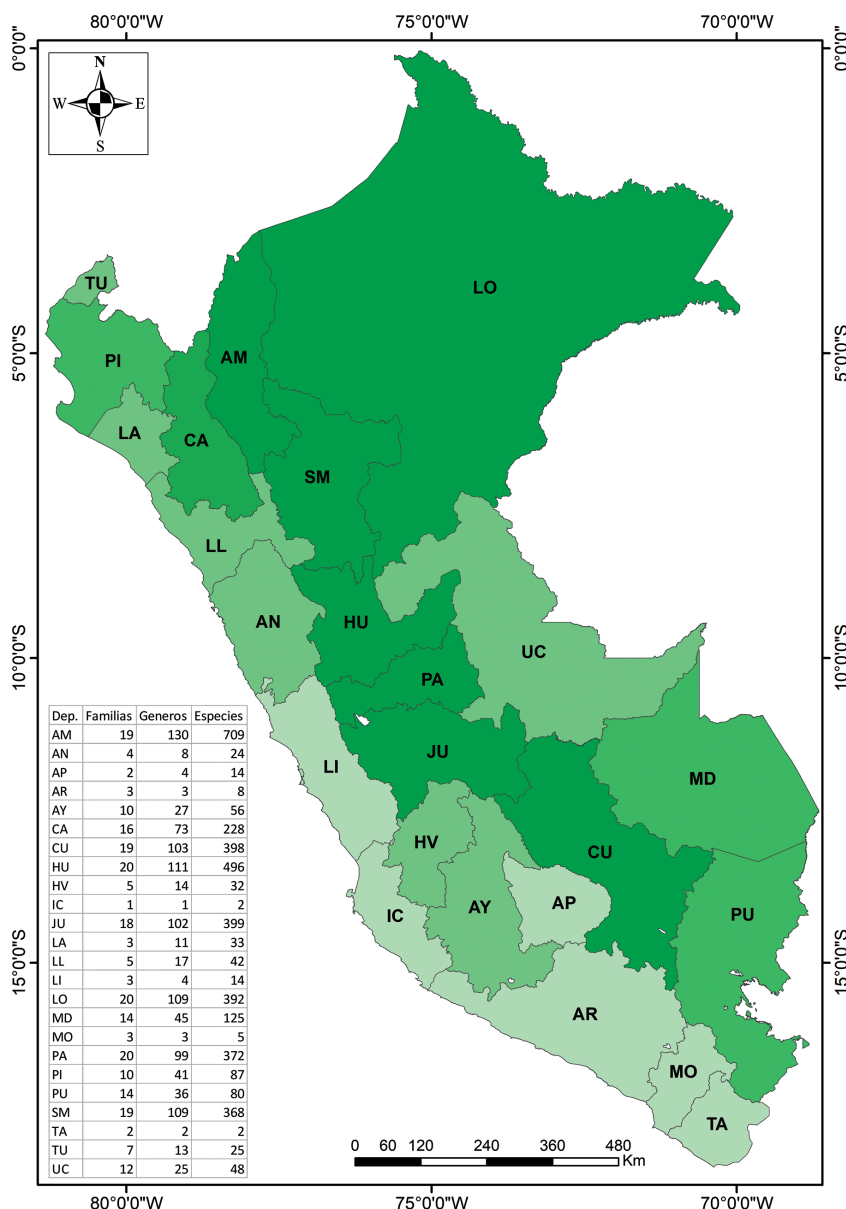 80°0'0"W 75°0'0"W 70°0'0"W
0°0'0"
0°0'0"
N
W E
S
LO
TU
AM
5°0'0"S
5°0'0"S
PI
LA
CA
SM
LL
AN
HU
UC
10°0'0"S
10°0'0"S
PA
JU
LI
MD
HV
CU
AP
IC
AY
PU
15°0'0"S
15°0'0"S
AR
MO
TA
Dep. Familias Generos Especies
AM 19 130 709
AN 4 8 24
AP 2 4 14
AR 3 3 8
AY 10 27 56
CA 16 73 228
CU 19 103 398
HU 20 111 496
HV 5 14 32
IC 1 1 2
JU 18 102 399
LA 3 11 33
LL 5 17 42
LI 3 4 14
LO 20 109 392
MD 14 45 125
MO 3 3 5
PA 20 99 372
PI 10 41 87
PU 14 36 80
SM 19 109 368
TA 2 2 2
TU 7 13 25
UC 12 25 48
0 60 120 240 360 480
Km
80°0'0"W 75°0'0"W 70°0'0"W